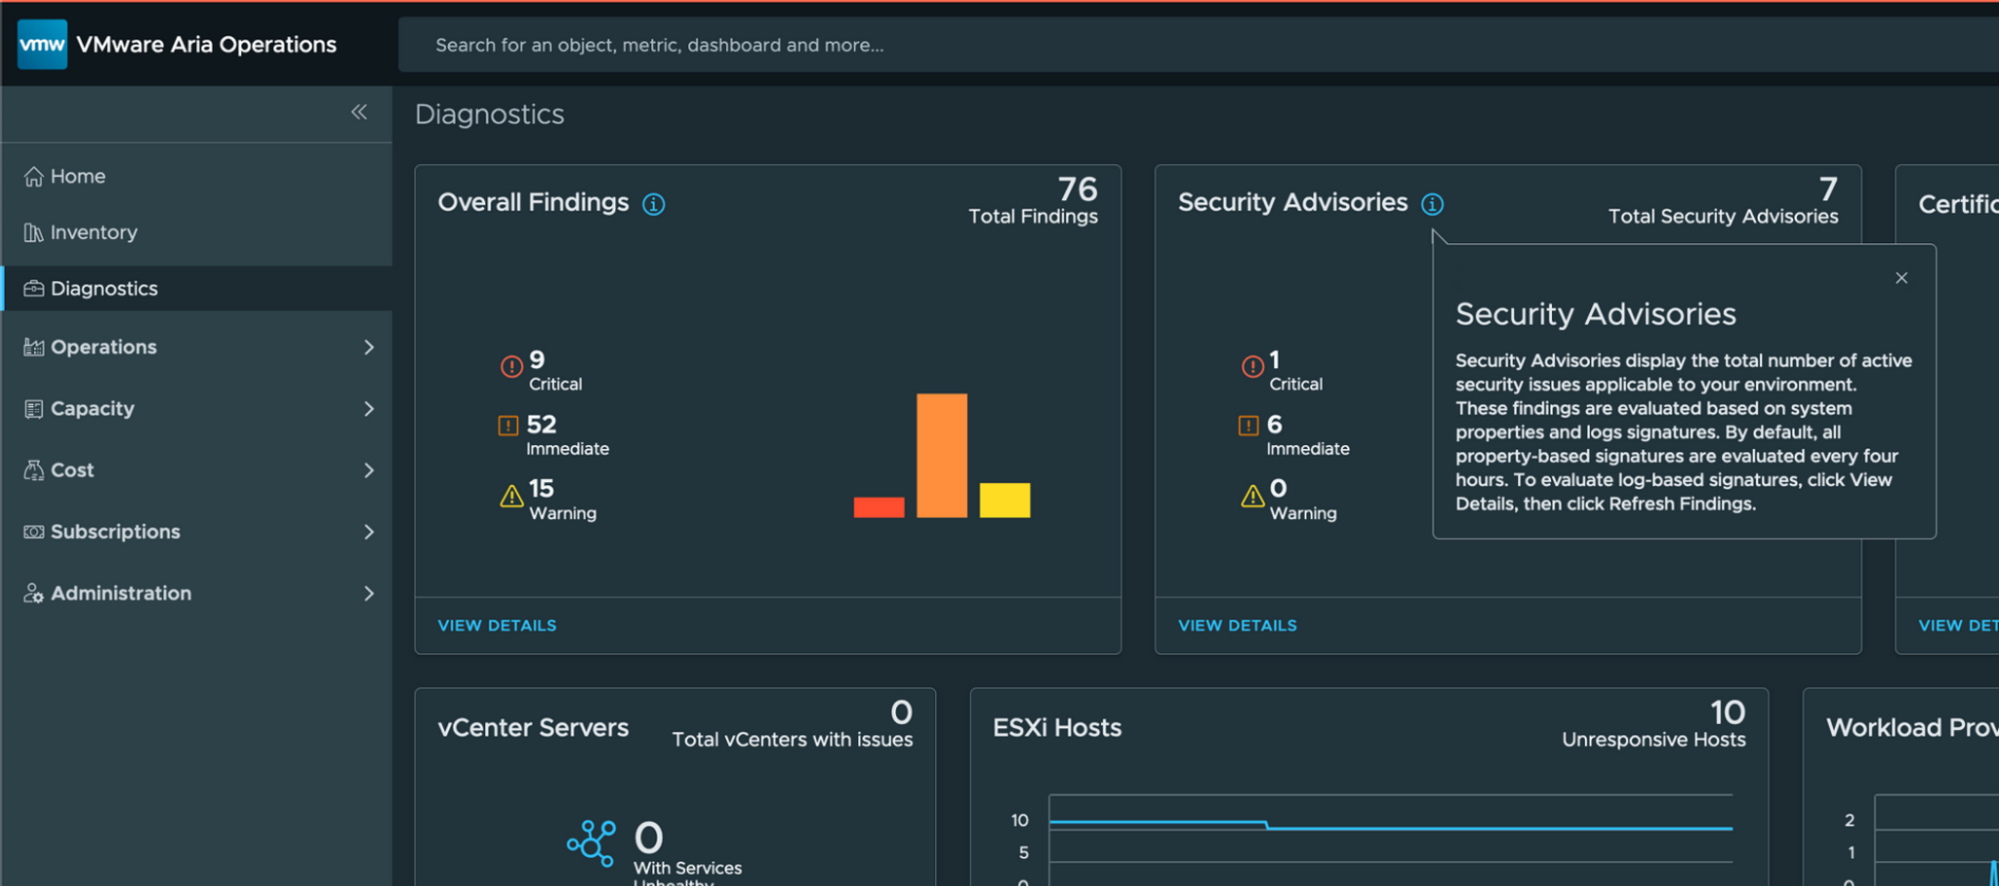 vmw VMware Aria Operations
Search for an object, metric, dashboard and more...
Home
Inventory
Diagnostics
Operations
Capacity
Cost
Subscriptions
Administration
Diagnostics
Overall Findings
76
Total Findings
9
Critical
52
Immediate
15
Warning
VIEW DETAILS
Security Advisories
7
Total Security Advisories
1
Critical
6
Immediate
0
Warning
VIEW DETAILS
Security Advisories
Security Advisories display the total number of active
security issues applicable to your environment.
These findings are evaluated based on system
properties and logs signatures. By default, all
property-based signatures are evaluated every four
hours. To evaluate log-based signatures, click View
Details, then click Refresh Findings.
Certific
VIEW DET
vCenter Servers
0
Total vCenters with issues
0
With Services
Unhealthy
ESXi Hosts
10
Unresponsive Hosts
10
5
0
Workload Prov
2
1
0